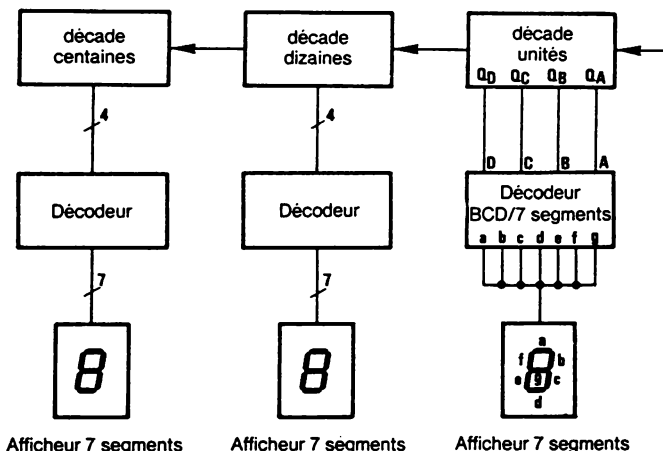 décade
centaines
décade
dizaines
décade
unités
QD QC QB QA
4
4
D C B A
Décodeur
Décodeur
Décodeur
BCD/7 segments
a b c d e f g
7
7
a
f b
g
e c
d
Afficheur 7 segments
Afficheur 7 segments
Afficheur 7 segments